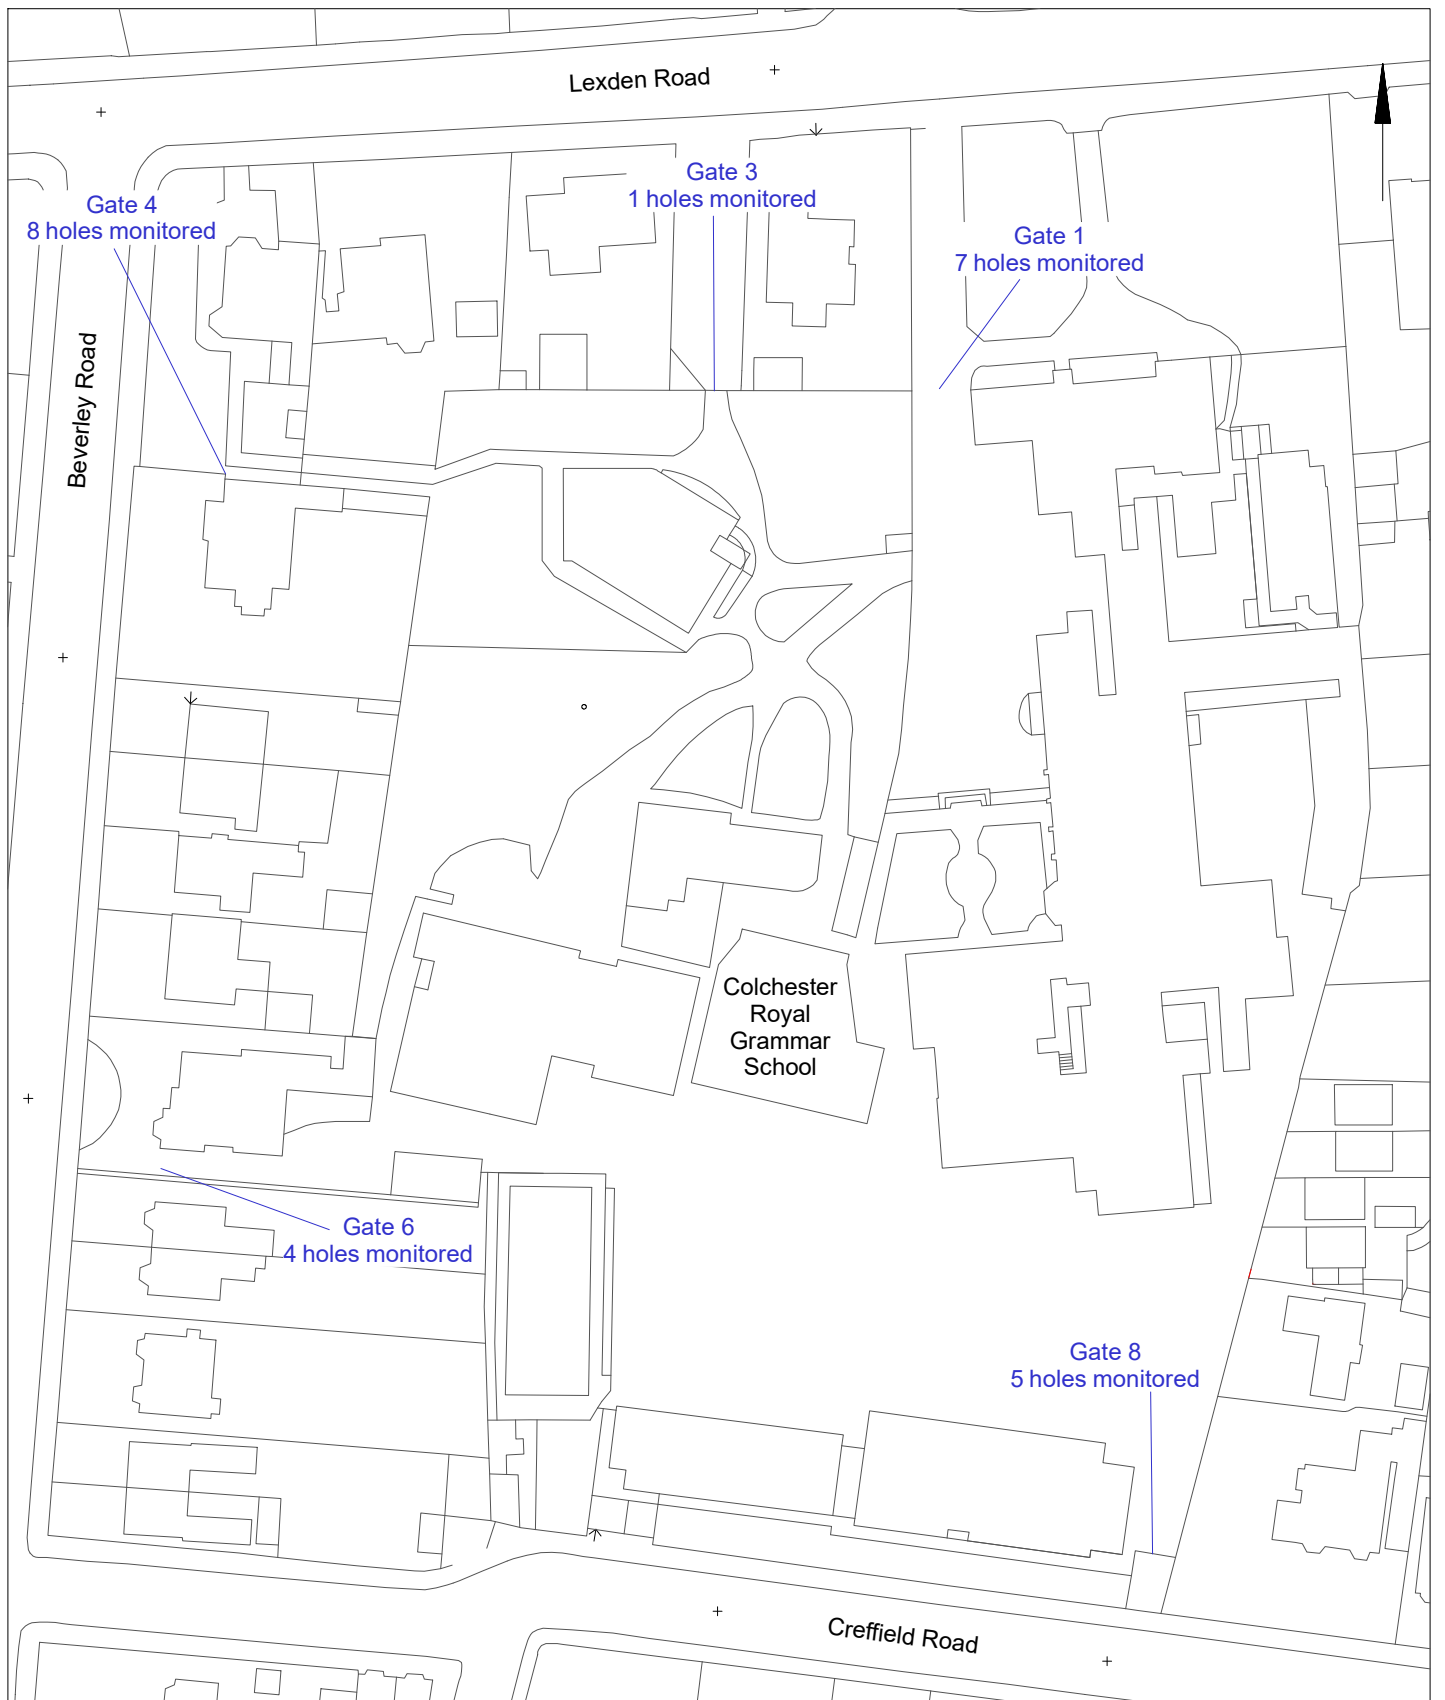 Lexden Road
Gate 3
1 holes monitored
Gate 4
8 holes monitored
Gate 1
7 holes monitored
Beverley Road
Colchester
Royal
Grammar
School
Gate 6
4 holes monitored
Gate 8
5 holes monitored
Creffield Road